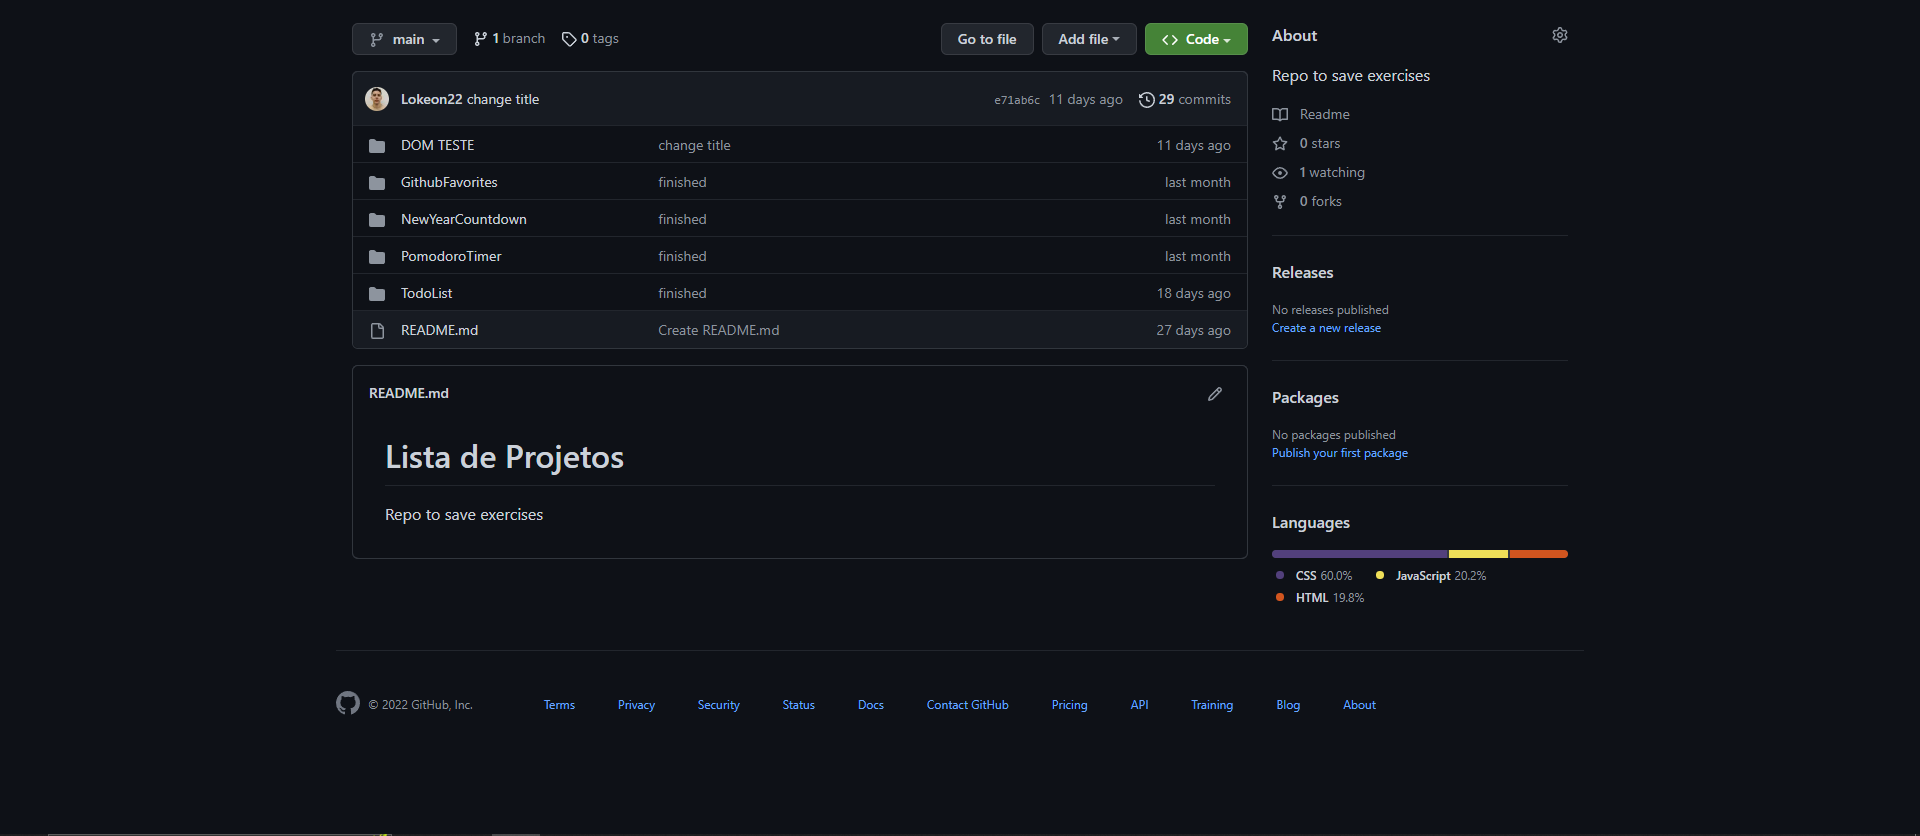 main 1 branch 0 tags Go to file Add file Code
Lokeon22 change title e71ab6c 11 days ago 29 commits
DOM TESTE change title 11 days ago
GithubFavorites finished last month
NewYearCountdown finished last month
PomodoroTimer finished last month
TodoList finished 18 days ago
README.md Create README.md 27 days ago
README.md
Lista de Projetos
Repo to save exercises
About
Repo to save exercises
Readme
0 stars
1 watching
0 forks
Releases
No releases published
Create a new release
Packages
No packages published
Publish your first package
Languages
CSS 60.0% JavaScript 20.2%
HTML 19.8%
© 2022 GitHub, Inc. Terms Privacy Security Status Docs Contact GitHub Pricing API Training Blog About